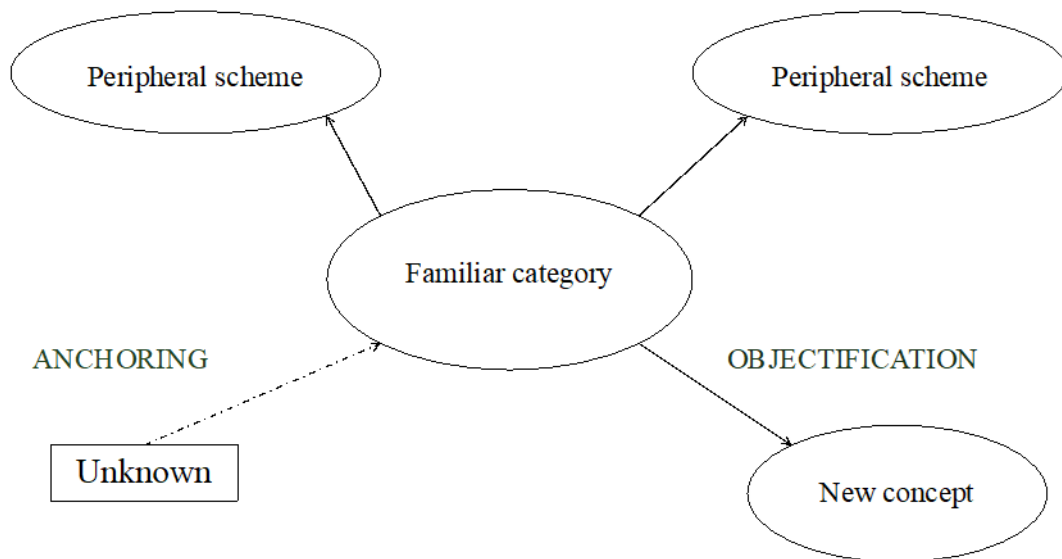 Peripheral scheme
Peripheral scheme
Familiar category
ANCHORING
OBJECTIFICATION
Unknown
New concept